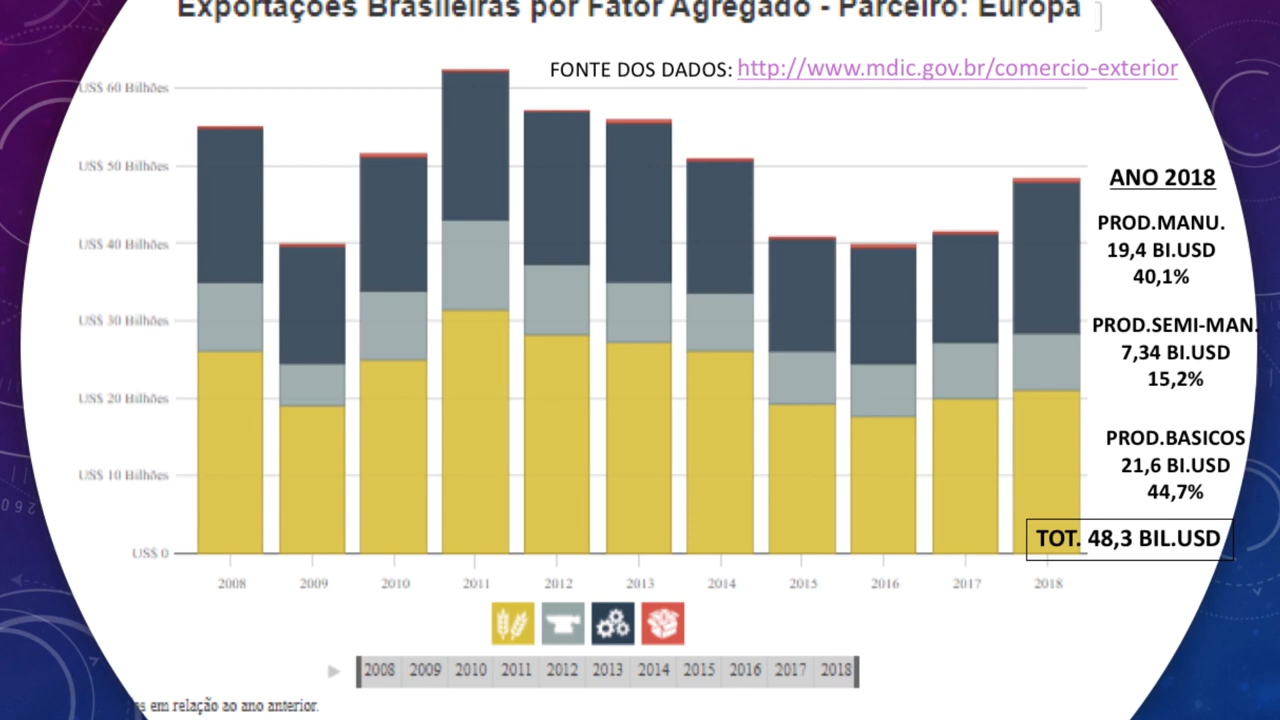 Exportações Brasileiras por Fator Agregado - Parceiro: Europa
FONTE DOS DADOS: http://www.mdic.gov.br/comercio-exterior
US$ 60 Bilhões
US$ 50 Bilhões
US$ 40 Bilhões
US$ 30 Bilhões
US$ 20 Bilhões
US$ 10 Bilhões
US$ 0
ANO 2018
PROD.MANU.
19,4 BI.USD
40,1%
PROD.SEMI-MAN.
7,34 BI.USD
15,2%
PROD.BASICOS
21,6 BI.USD
44,7%
TOT. 48,3 BIL.USD
2008 2009 2010 2011 2012 2013 2014 2015 2016 2017 2018
2008 2009 2010 2011 2012 2013 2014 2015 2016 2017 2018
em relação ao ano anterior.